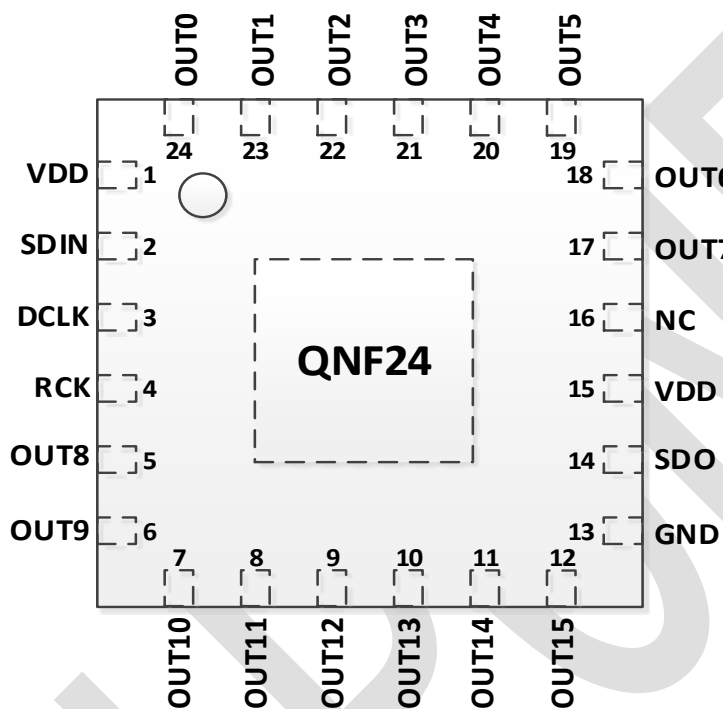 OUT0 OUT1 OUT2 OUT3 OUT4 OUT5
24 23 22 21 20 19
VDD 1 18 OUT6
SDIN 2 17 OUT7
DCLK 3 16 NC
QNF24
RCK 4 15 VDD
OUT8 5 14 SDO
OUT9 6 13 GND
7 8 9 10 11 12
OUT10 OUT11 OUT12 OUT13 OUT14 OUT15